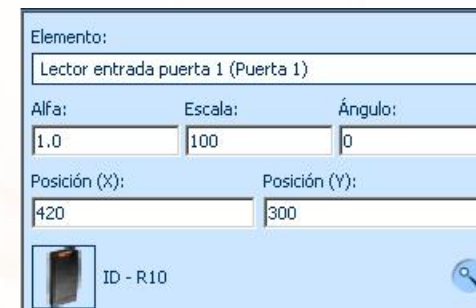 Elemento:
Lector entrada puerta 1 (Puerta 1)
Alfa: Escala: Ángulo:
1.0 100 0
Posición (X): Posición (Y):
420 300
ID - R10